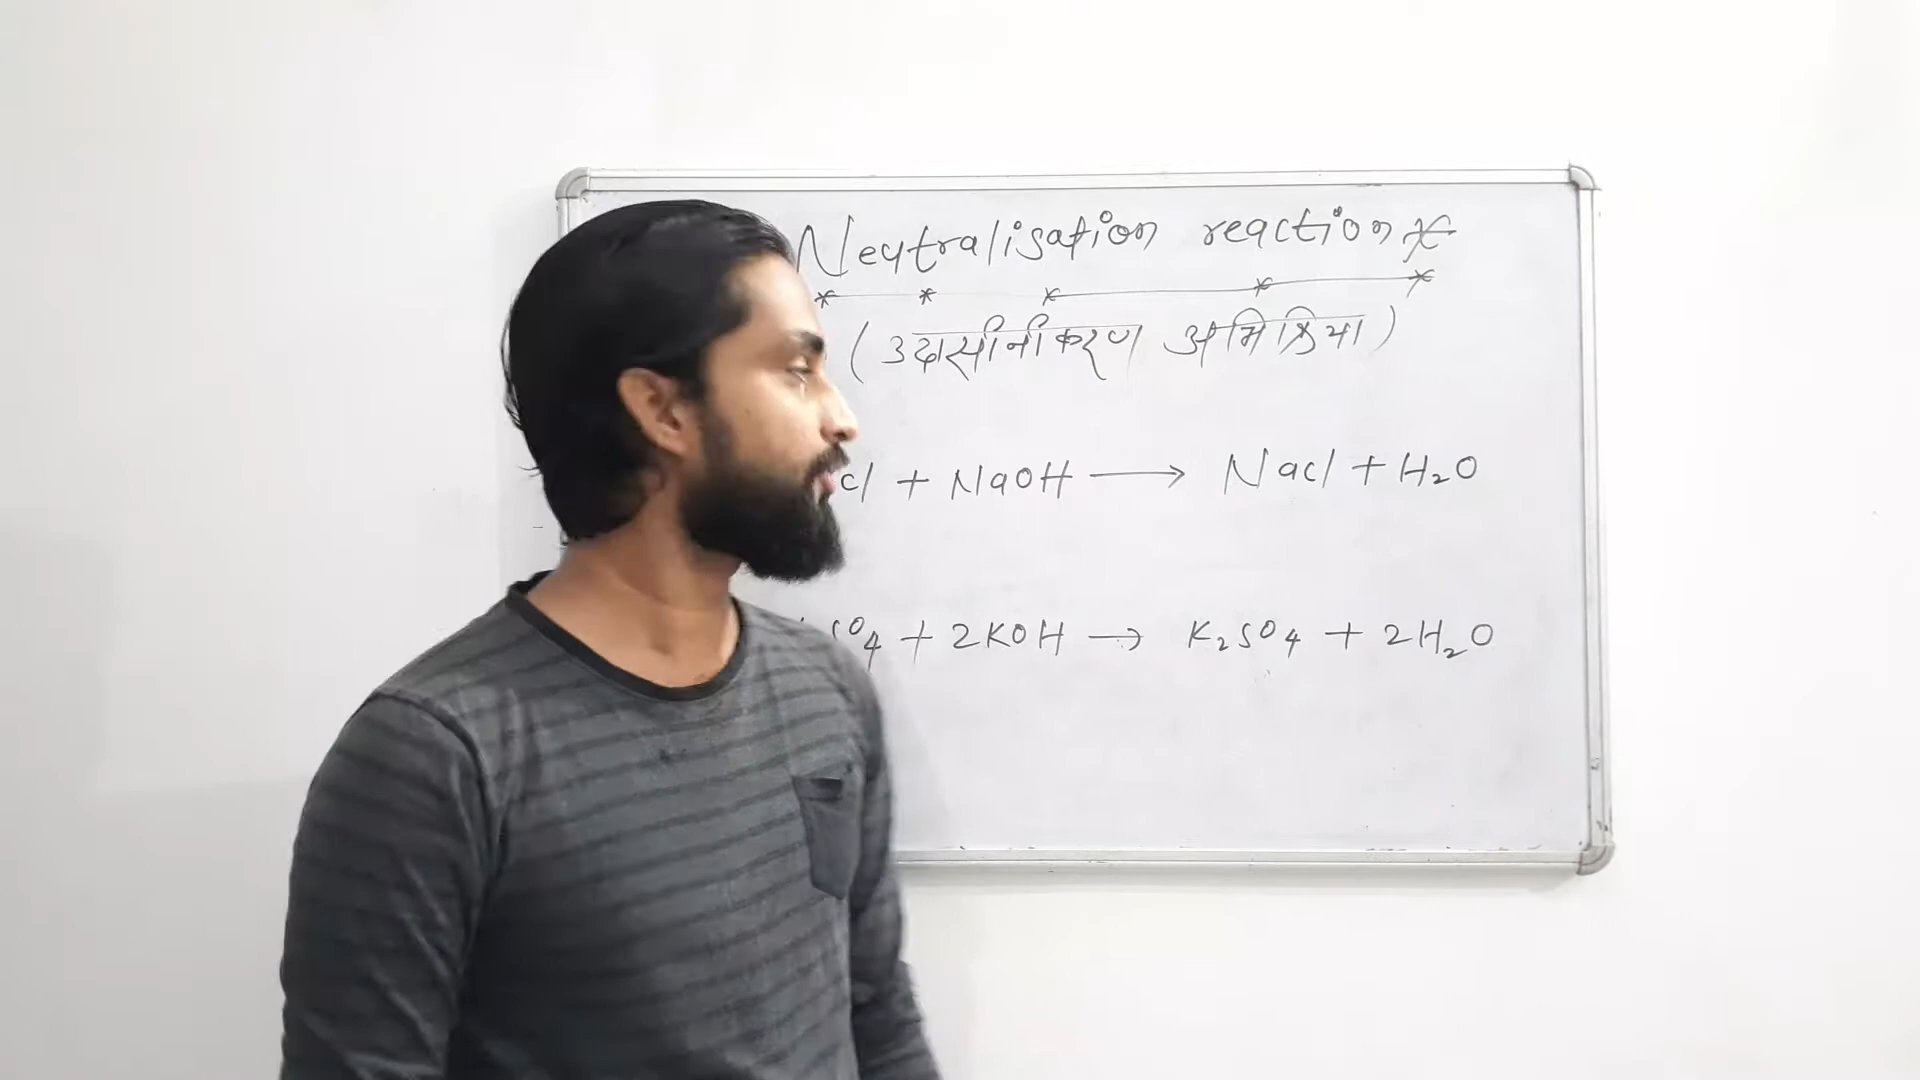 Neutralisation reaction
(उदासीनीकरण अभिक्रिया)
cl + NaOH → Nacl + H₂O
SO₄ + 2KOH → K₂SO₄ + 2H₂O